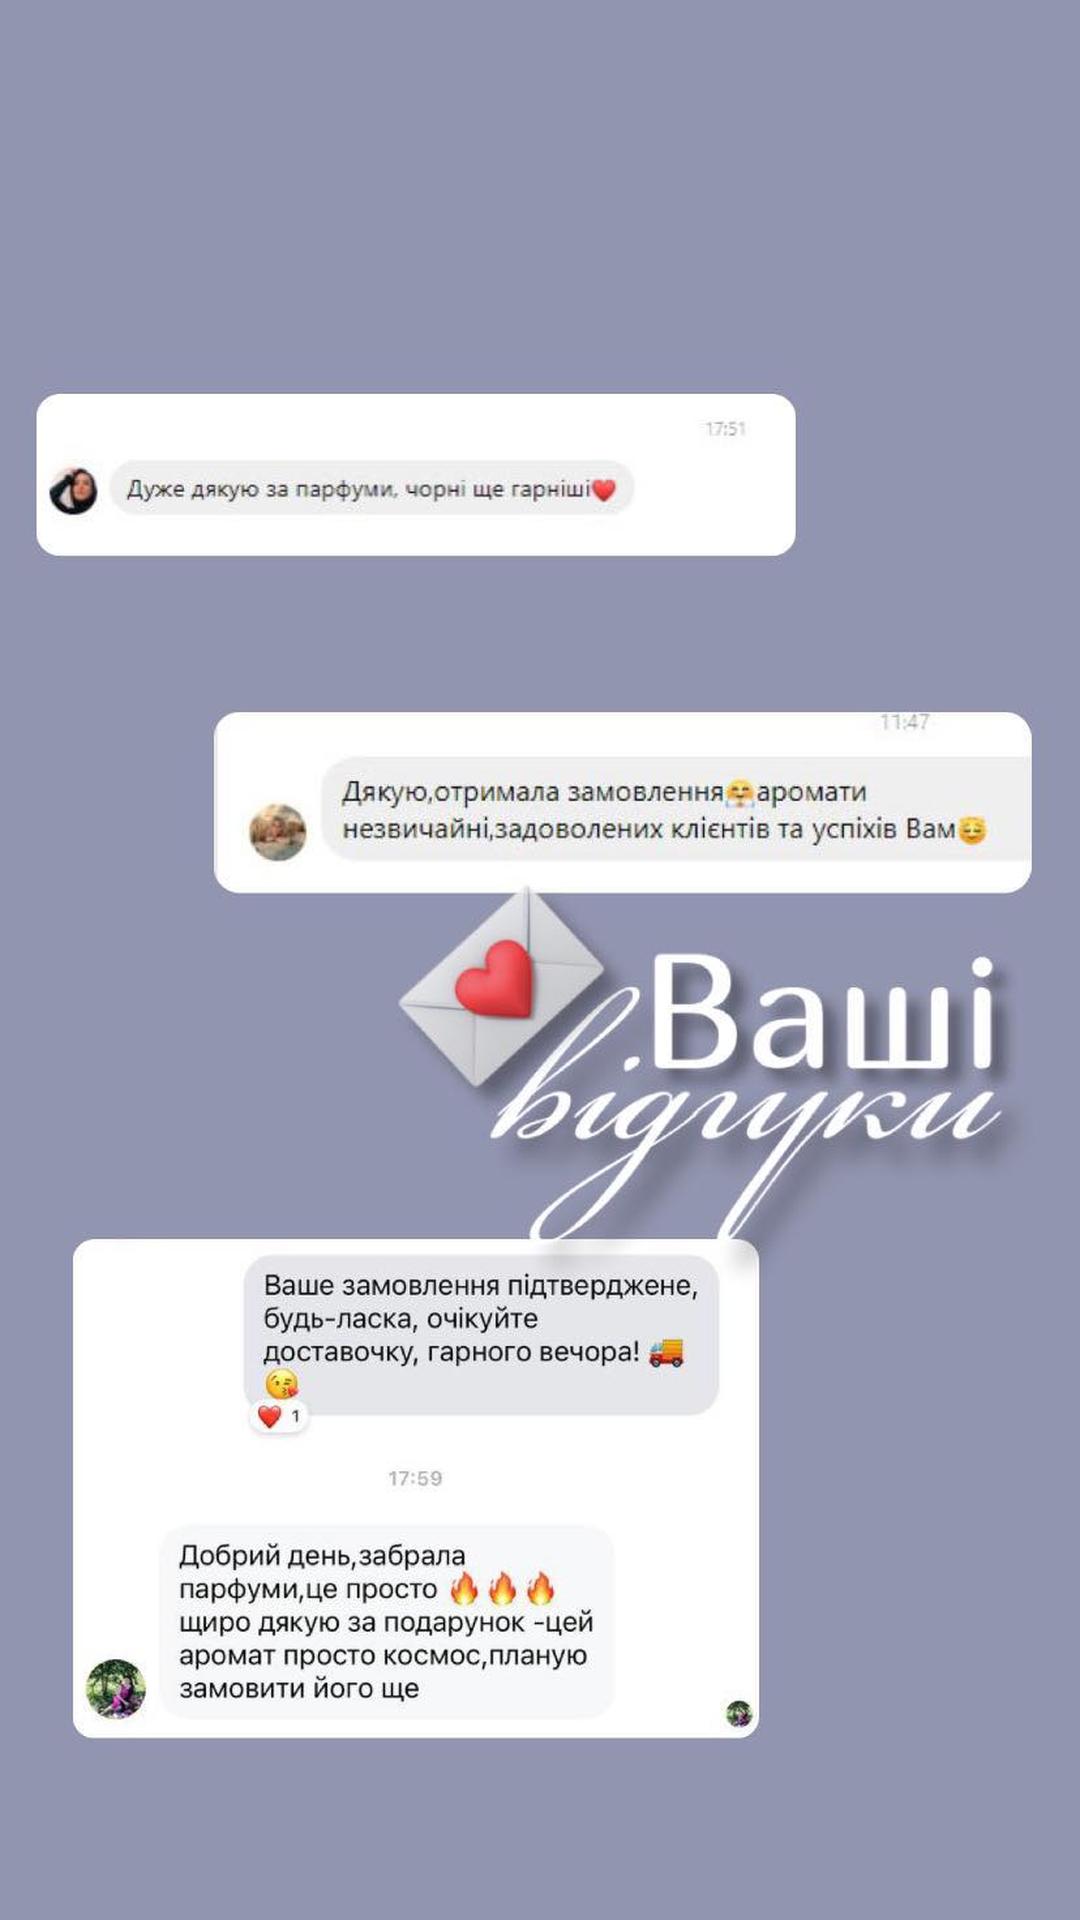 17:51
Дуже дякую за парфуми, чорні ще гарніші❤️
11:47
Дякую,отримала замовлення🤗аромати
незвичайні,задоволених клієнтів та успіхів Вам😌
Ваші
відгуки
Ваше замовлення підтверджене,
будь-ласка, очікуйте
доставочку, гарного вечора! 🚚
😘
❤️ 1
17:59
Добрий день,забрала
парфуми,це просто 🔥🔥🔥
щиро дякую за подарунок -цей
аромат просто космос,планую
замовити його ще